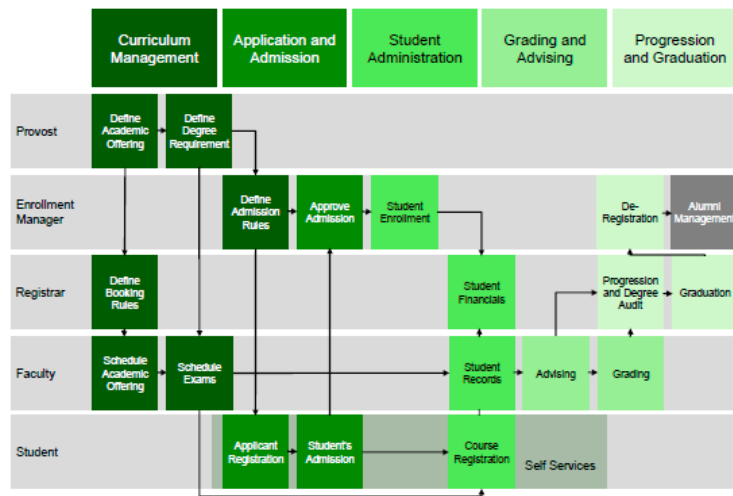 Curriculum
Management
Application and
Admission
Student
Administration
Grading and
Advising
Progression
and Graduation
Provost
Define
Academic
Offering
Define
Degree
Requirement
Enrollment
Manager
Define
Admission
Rules
Approve
Admission
Student
Enrollment
De-
Registration
Alumni
Management
Registrar
Define
Booking
Rules
Student
Financials
Progression
and Degree
Audit
Graduation
Faculty
Schedule
Academic
Offering
Schedule
Exams
Student
Records
Advising
Grading
Student
Applicant
Registration
Student's
Admission
Course
Registration
Self Services